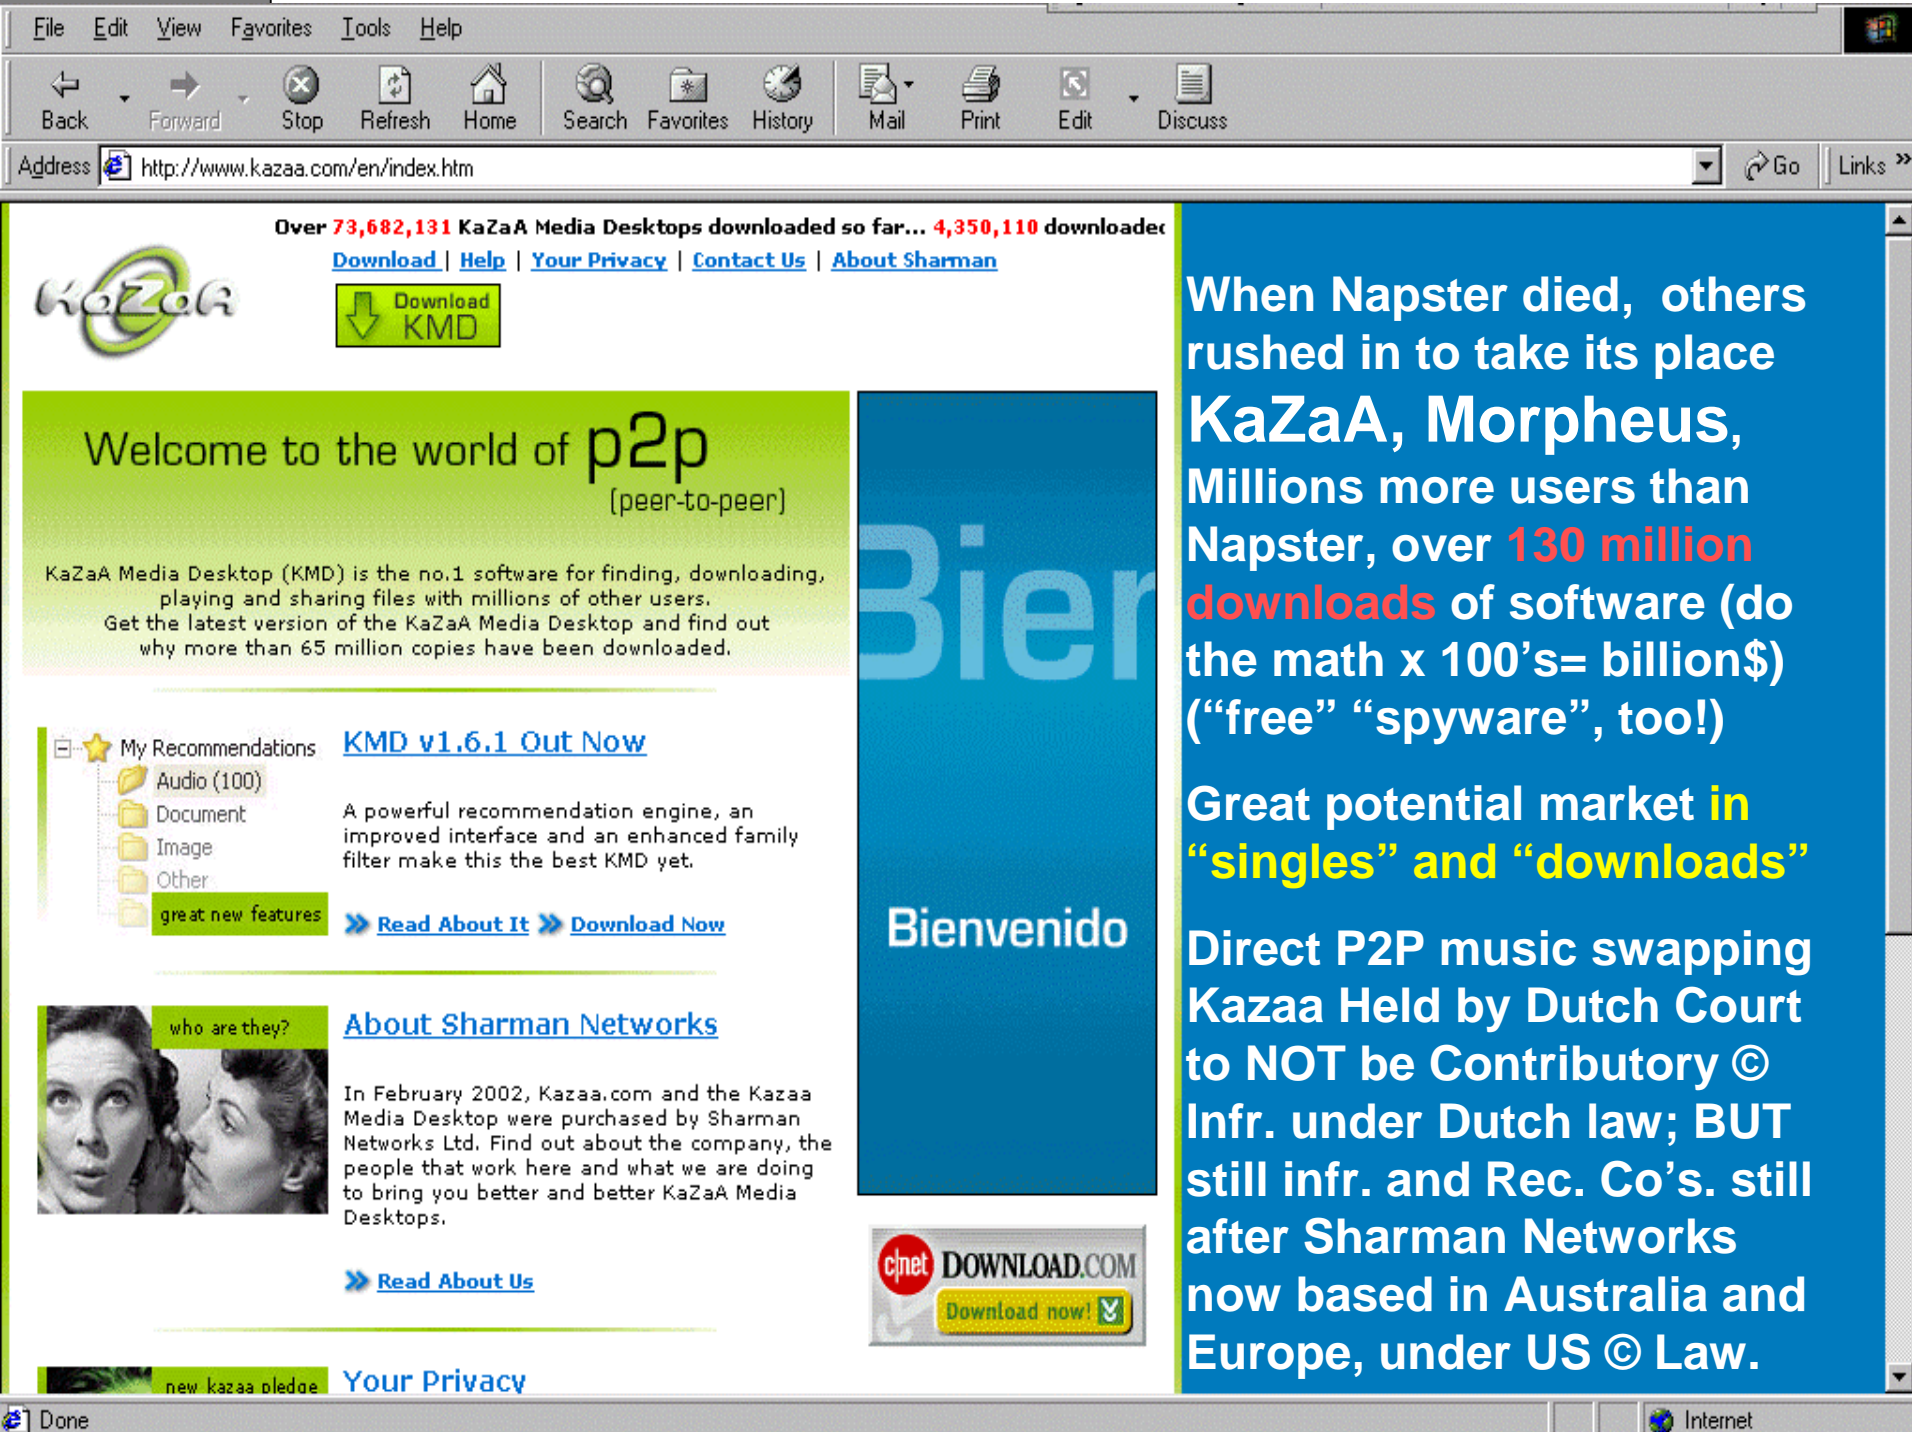 File Edit View Favorites Tools Help
Back Forward Stop Refresh Home Search Favorites History Mail Print Edit Discuss
Address http://www.kazaa.com/en/index.htm Go Links »
Over 73,682,131 KaZaA Media Desktops downloaded so far... 4,350,110 downloaded
Download | Help | Your Privacy | Contact Us | About Sharman
KaZaA
Download
KMD
Welcome to the world of p2p
(peer-to-peer)
KaZaA Media Desktop (KMD) is the no.1 software for finding, downloading,
playing and sharing files with millions of other users.
Get the latest version of the KaZaA Media Desktop and find out
why more than 65 million copies have been downloaded.
My Recommendations
Audio (100)
Document
Image
Other
great new features
KMD v1.6.1 Out Now
A powerful recommendation engine, an
improved interface and an enhanced family
filter make this the best KMD yet.
Read About It Download Now
who are they?
About Sharman Networks
In February 2002, Kazaa.com and the Kazaa
Media Desktop were purchased by Sharman
Networks Ltd. Find out about the company, the
people that work here and what we are doing
to bring you better and better KaZaA Media
Desktops.
Read About Us
new kazaa pledge
Your Privacy
Bien
Bienvenido
c|net DOWNLOAD.COM
Download now!
When Napster died, others
rushed in to take its place
KaZaA, Morpheus,
Millions more users than
Napster, over 130 million
downloads of software (do
the math x 100's= billion$)
(“free” “spyware”, too!)
Great potential market in
“singles” and “downloads”
Direct P2P music swapping
Kazaa Held by Dutch Court
to NOT be Contributory ©
Infr. under Dutch law; BUT
still infr. and Rec. Co’s. still
after Sharman Networks
now based in Australia and
Europe, under US © Law.
Done Internet